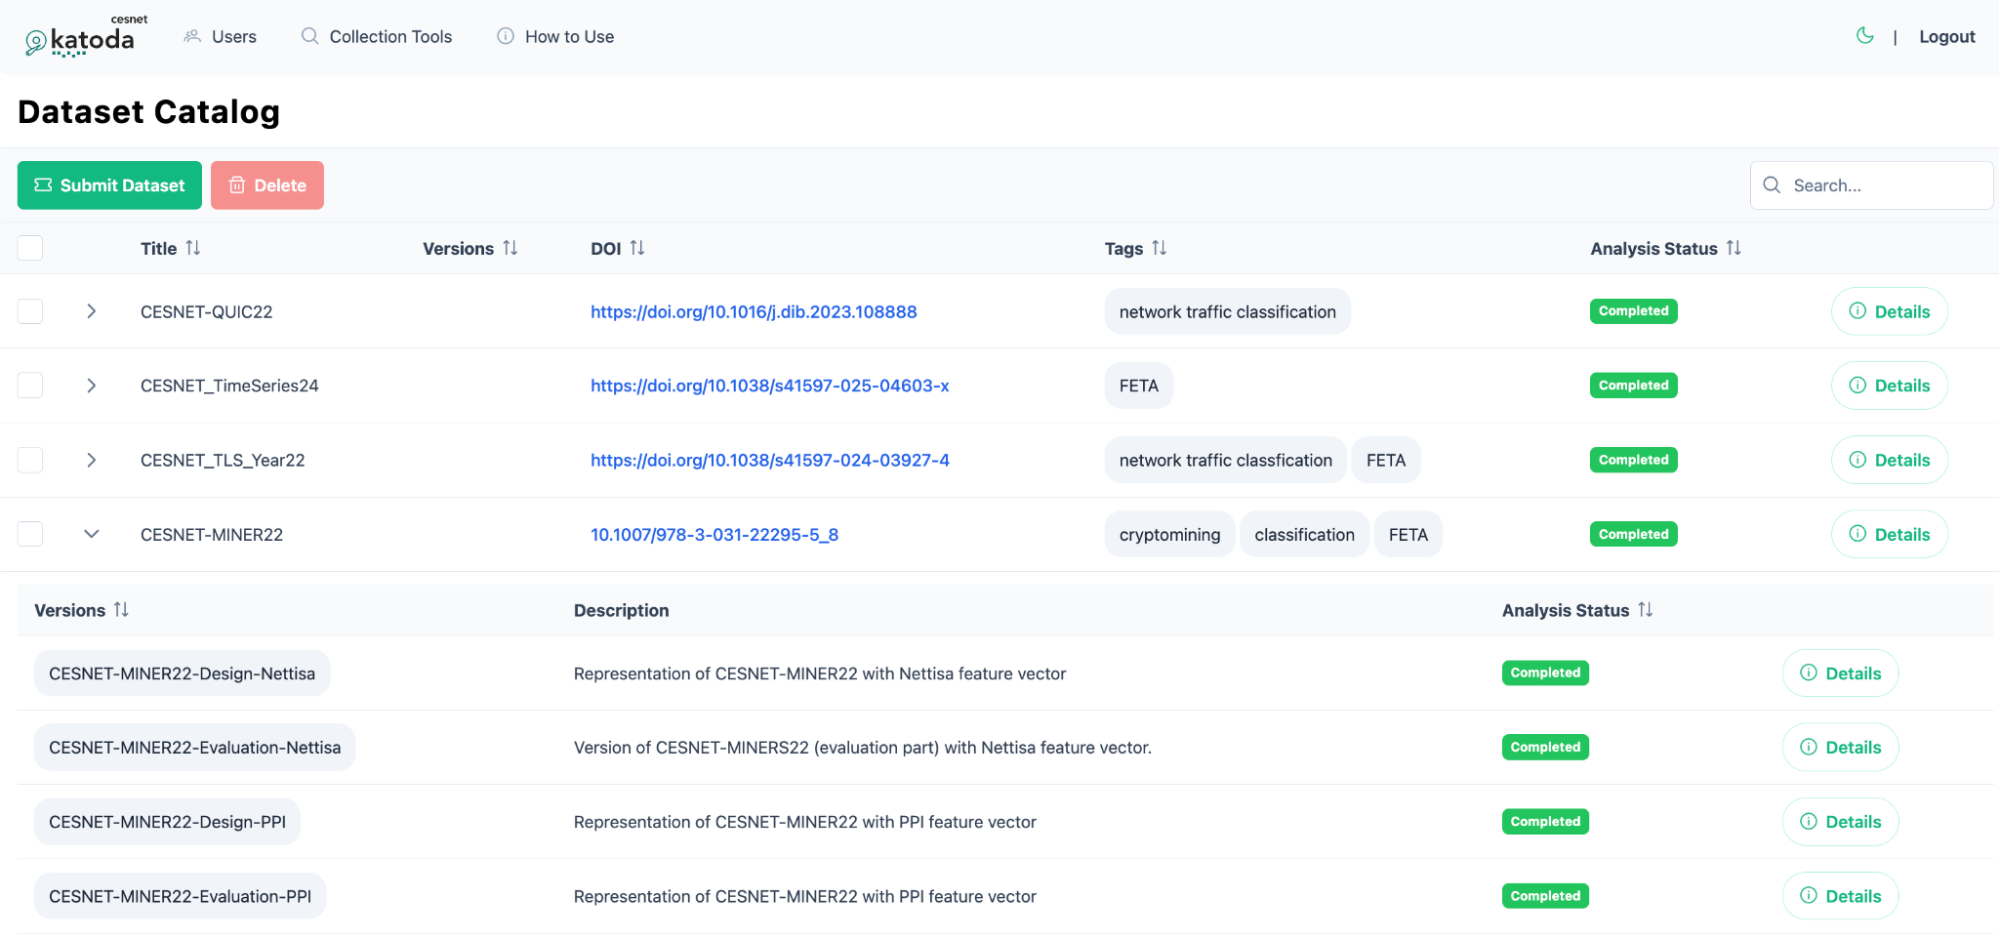 cesnet
katoda
Users
Collection Tools
How to Use
|
Logout
Dataset Catalog
Submit Dataset
Delete
Search...
Title
Versions
DOI
Tags
Analysis Status
CESNET-QUIC22
https://doi.org/10.1016/j.dib.2023.108888
network traffic classification
Completed
Details
CESNET_TimeSeries24
https://doi.org/10.1038/s41597-025-04603-x
FETA
Completed
Details
CESNET_TLS_Year22
https://doi.org/10.1038/s41597-024-03927-4
network traffic classfication
FETA
Completed
Details
CESNET-MINER22
10.1007/978-3-031-22295-5_8
cryptomining
classification
FETA
Completed
Details
Versions
Description
Analysis Status
CESNET-MINER22-Design-Nettisa
Representation of CESNET-MINER22 with Nettisa feature vector
Completed
Details
CESNET-MINER22-Evaluation-Nettisa
Version of CESNET-MINERS22 (evaluation part) with Nettisa feature vector.
Completed
Details
CESNET-MINER22-Design-PPI
Representation of CESNET-MINER22 with PPI feature vector
Completed
Details
CESNET-MINER22-Evaluation-PPI
Representation of CESNET-MINER22 with PPI feature vector
Completed
Details